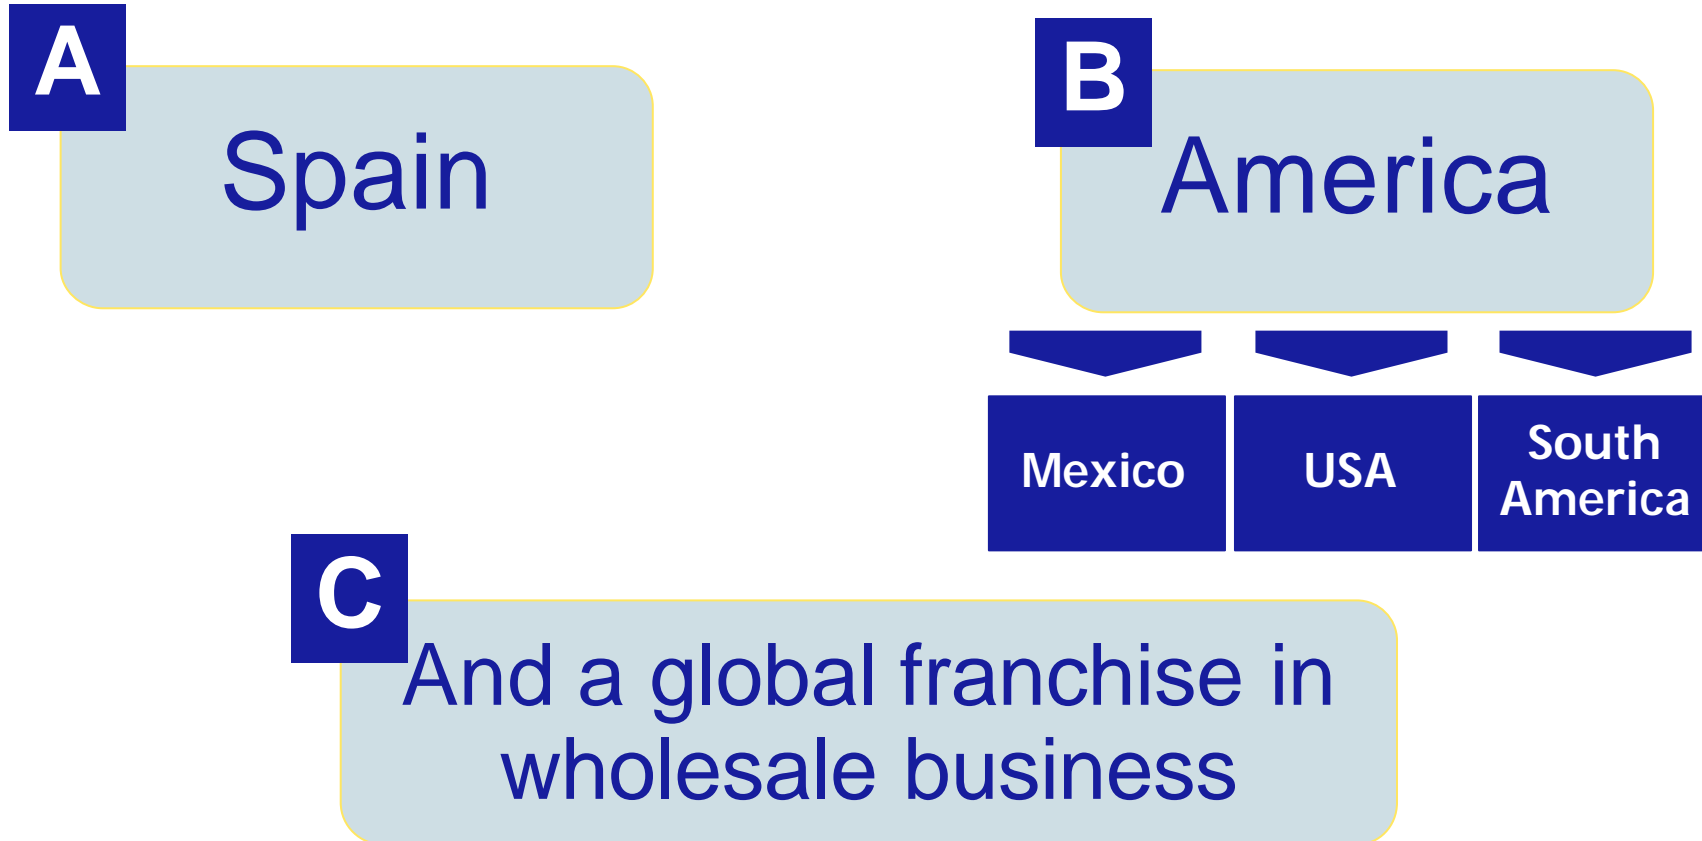 A
Spain
B
America
Mexico
USA
South
America
C
And a global franchise in
wholesale business